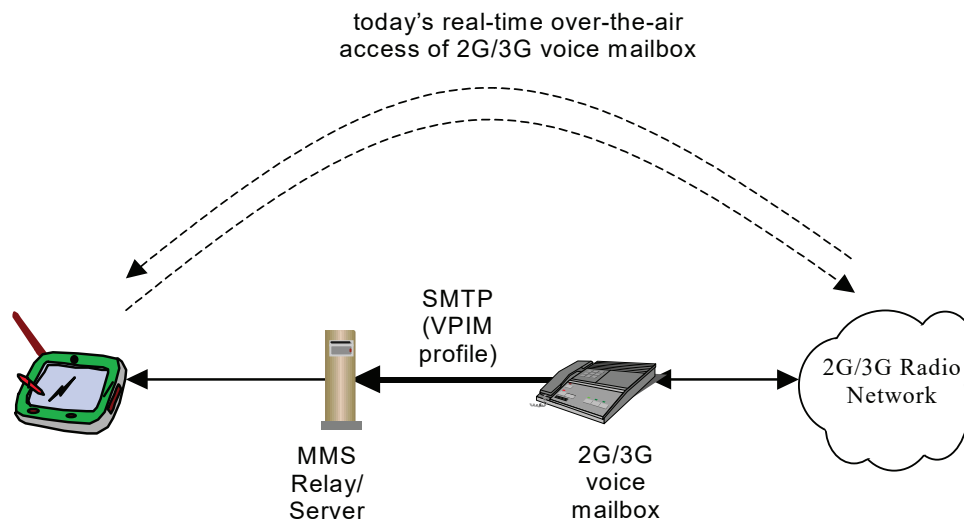 today's real-time over-the-air
access of 2G/3G voice mailbox
SMTP
(VPIM
profile)
2G/3G Radio
Network
MMS
Relay/
Server
2G/3G
voice
mailbox